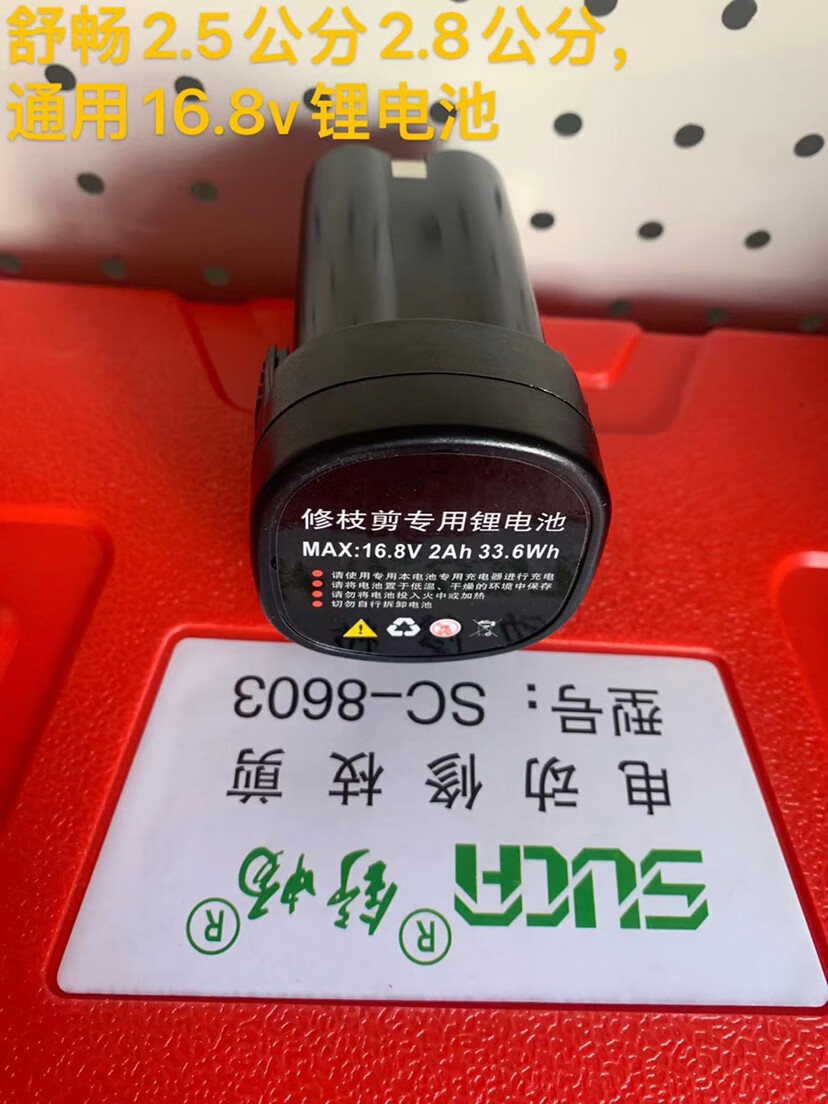 舒畅2.5公分2.8公分，
通用16.8v锂电池
修枝剪专用锂电池
MAX:16.8V 2Ah 33.6Wh
请使用专用本电池专用充电器进行充电
请将电池置于低温、干燥的环境中保存
请勿将电池投入火中或加热
切勿自行拆卸电池
SUCA® 舒畅®
电动修枝剪
型号：SC-8603